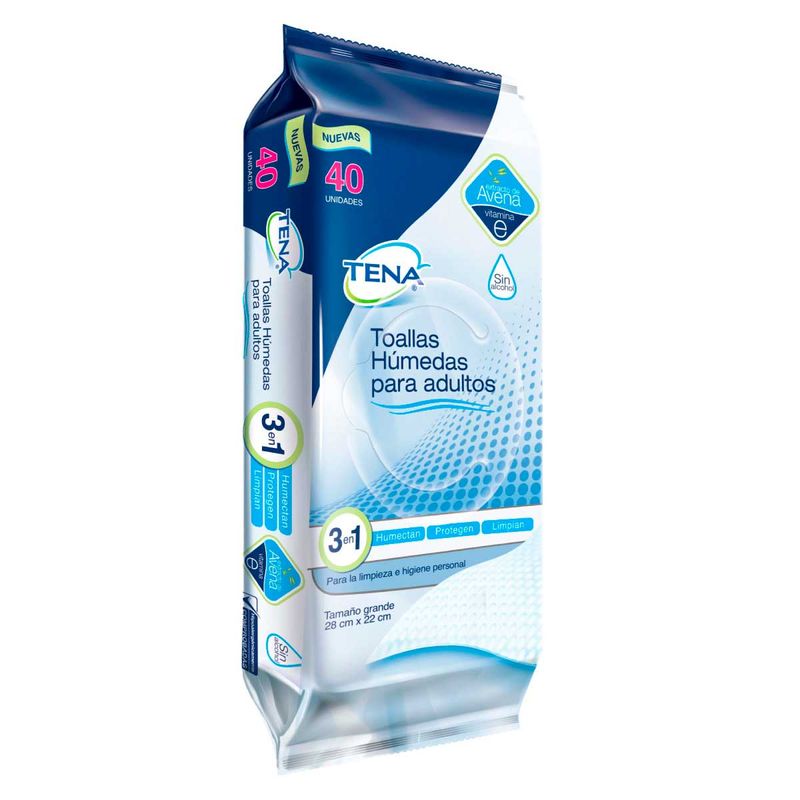 NUEVAS
40
UNIDADES
TENA
®
Toallas
Húmedas
para adultos
extracto de
Avena
vitamina
e
Sin
alcohol
3 en 1
Humectan
Protegen
Limpian
Para la limpieza e higiene personal
Tamaño grande
28 cm x 22 cm
NUEVAS
40
UNIDADES
TENA
Toallas Húmedas
para adultos
3 en 1
Humectan
Protegen
Limpian
Avena
vitamina
e
Sin
alcohol